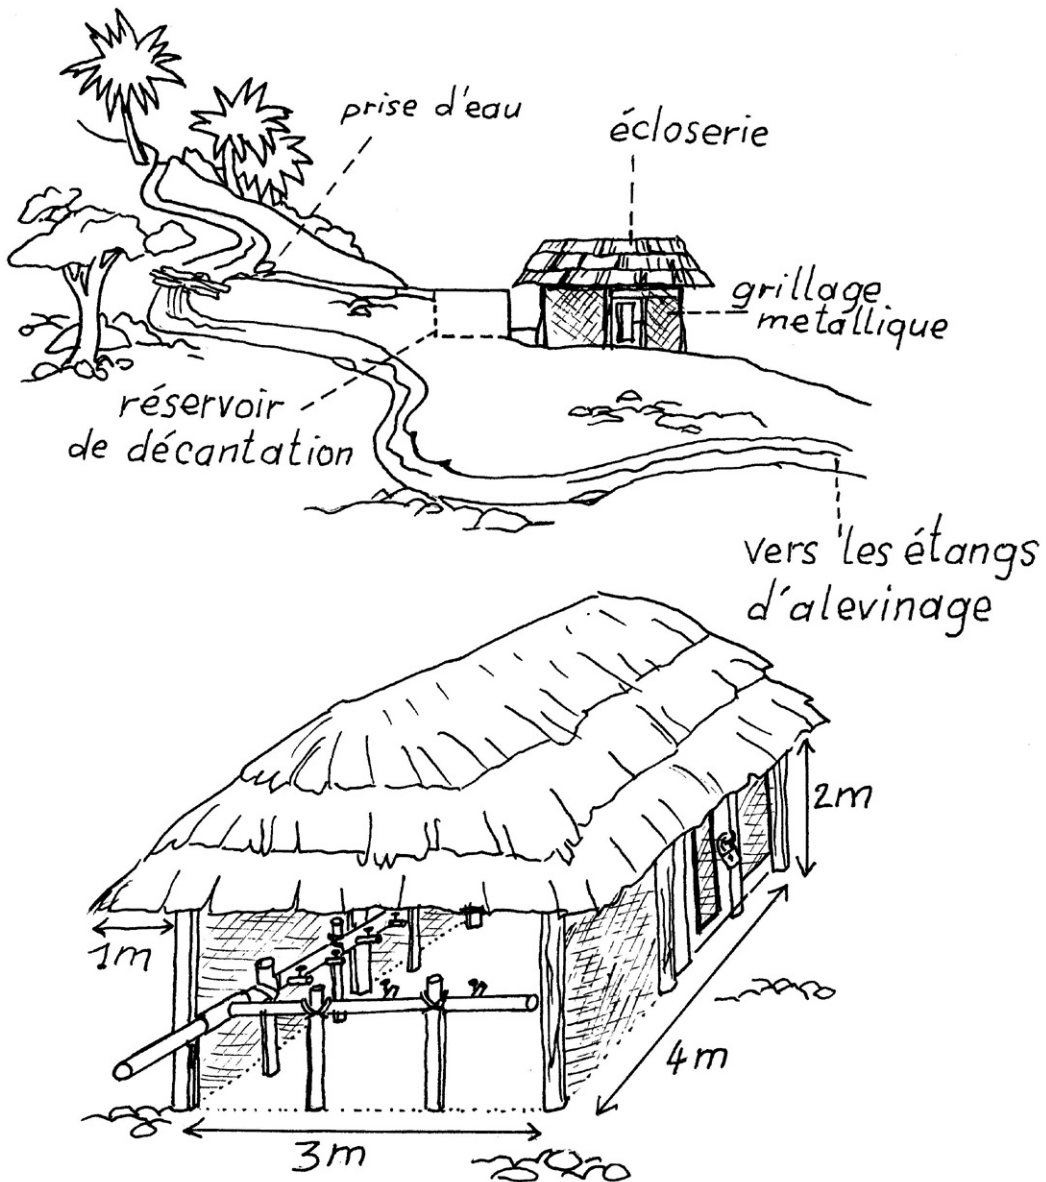 prise d'eau
écloserie
grillage
metallique
réservoir
de décantation
vers les étangs
d'alevinage
2m
1m
4m
3m